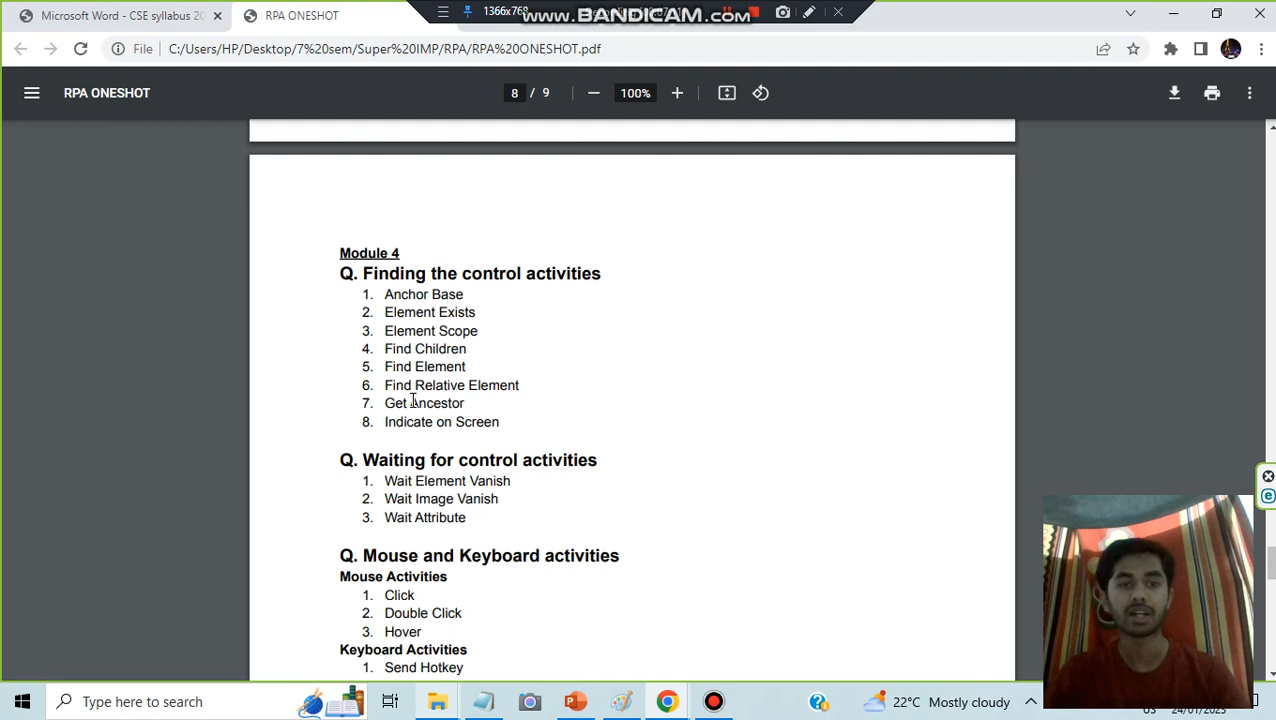 Microsoft Word - CSE syllabus 20
RPA ONESHOT
1366x768
www.BANDICAM.com
File
C:/Users/HP/Desktop/7%20sem/Super%20IMP/RPA/RPA%20ONESHOT.pdf
RPA ONESHOT
8 / 9
100%
Module 4
Q. Finding the control activities
1. Anchor Base
2. Element Exists
3. Element Scope
4. Find Children
5. Find Element
6. Find Relative Element
7. Get Ancestor
8. Indicate on Screen
Q. Waiting for control activities
1. Wait Element Vanish
2. Wait Image Vanish
3. Wait Attribute
Q. Mouse and Keyboard activities
Mouse Activities
1. Click
2. Double Click
3. Hover
Keyboard Activities
1. Send Hotkey
Type here to search
22°C Mostly cloudy